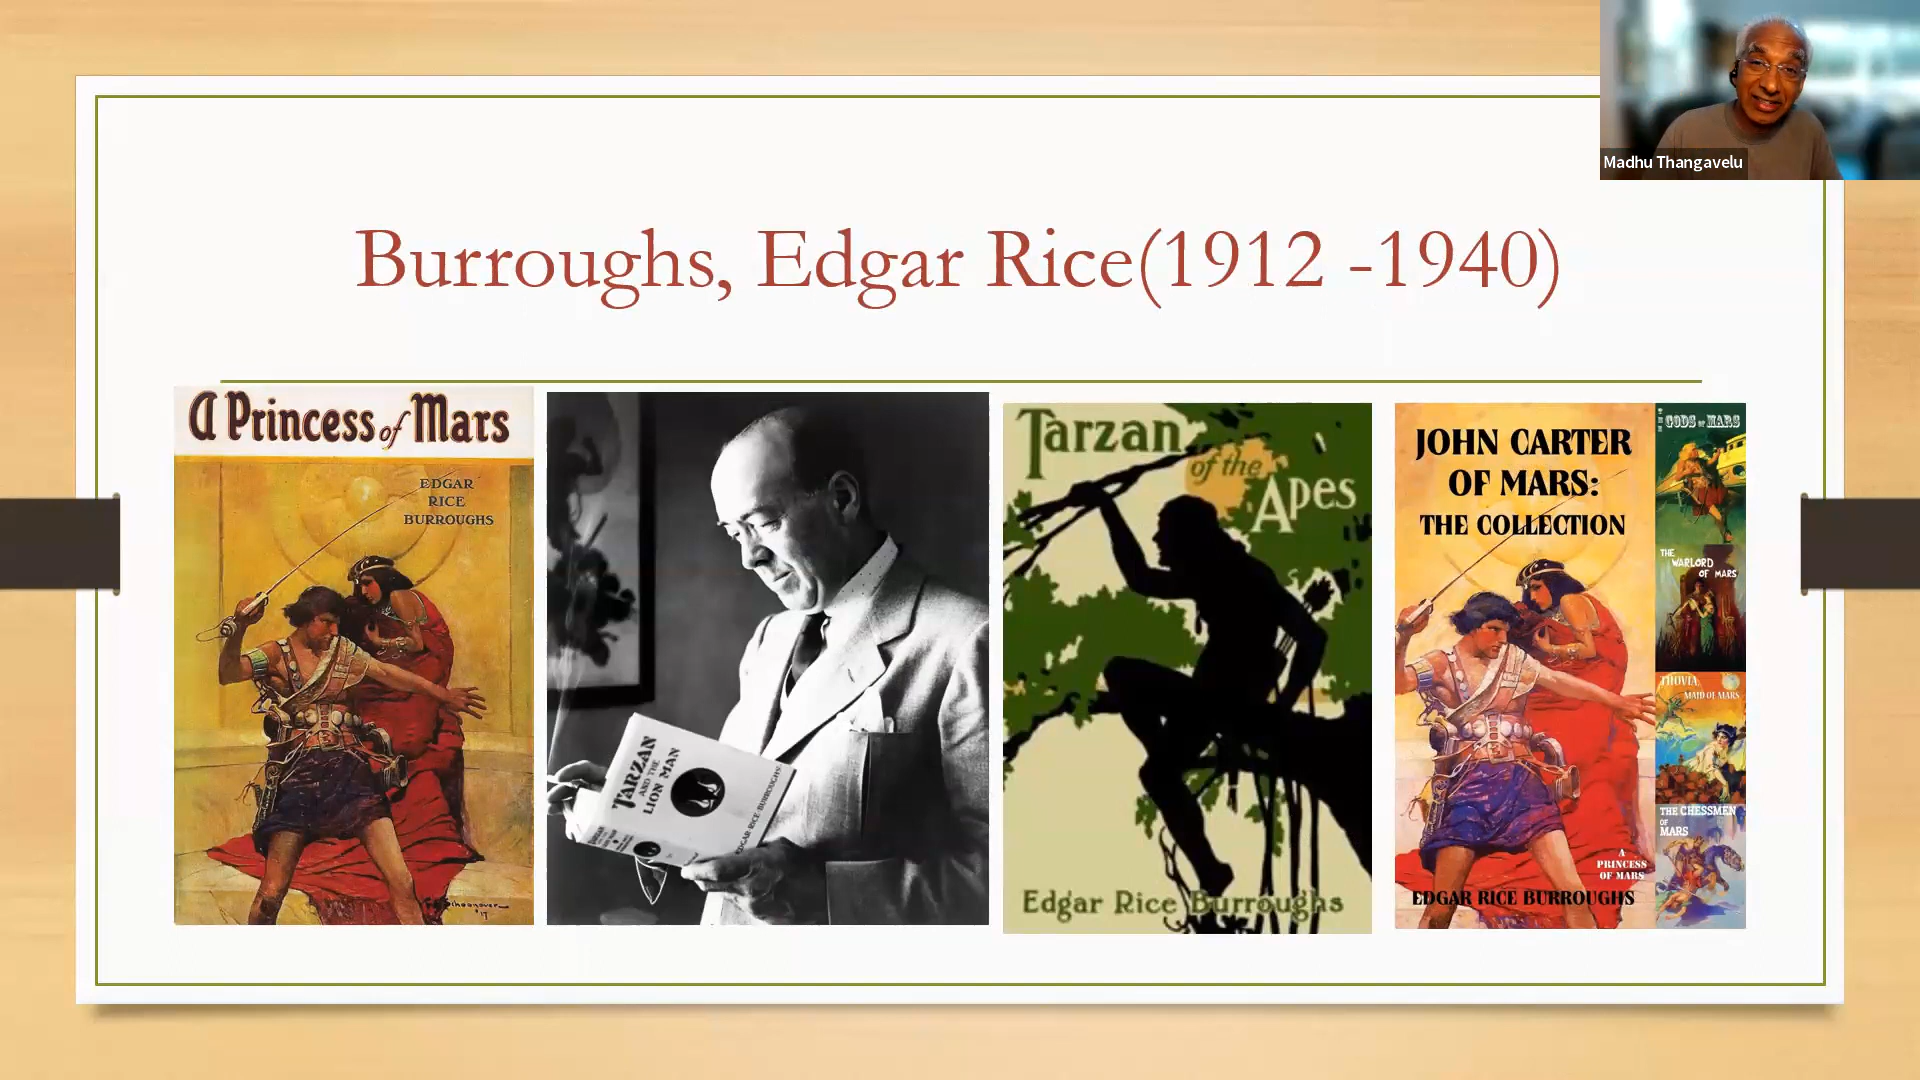 Madhu Thangavelu
Burroughs, Edgar Rice(1912 -1940)
A Princess of Mars
EDGAR
RICE
BURROUGHS
TARZAN
AND THE
LION MAN
EDGAR RICE BURROUGHS
Tarzan
of the
Apes
Edgar Rice Burroughs
JOHN CARTER
OF MARS:
THE COLLECTION
A
PRINCESS
OF MARS
EDGAR RICE BURROUGHS
GODS OF MARS
THE
WARLORD
OF MARS
THUVIA,
MAID OF MARS
THE CHESSMEN
OF
MARS